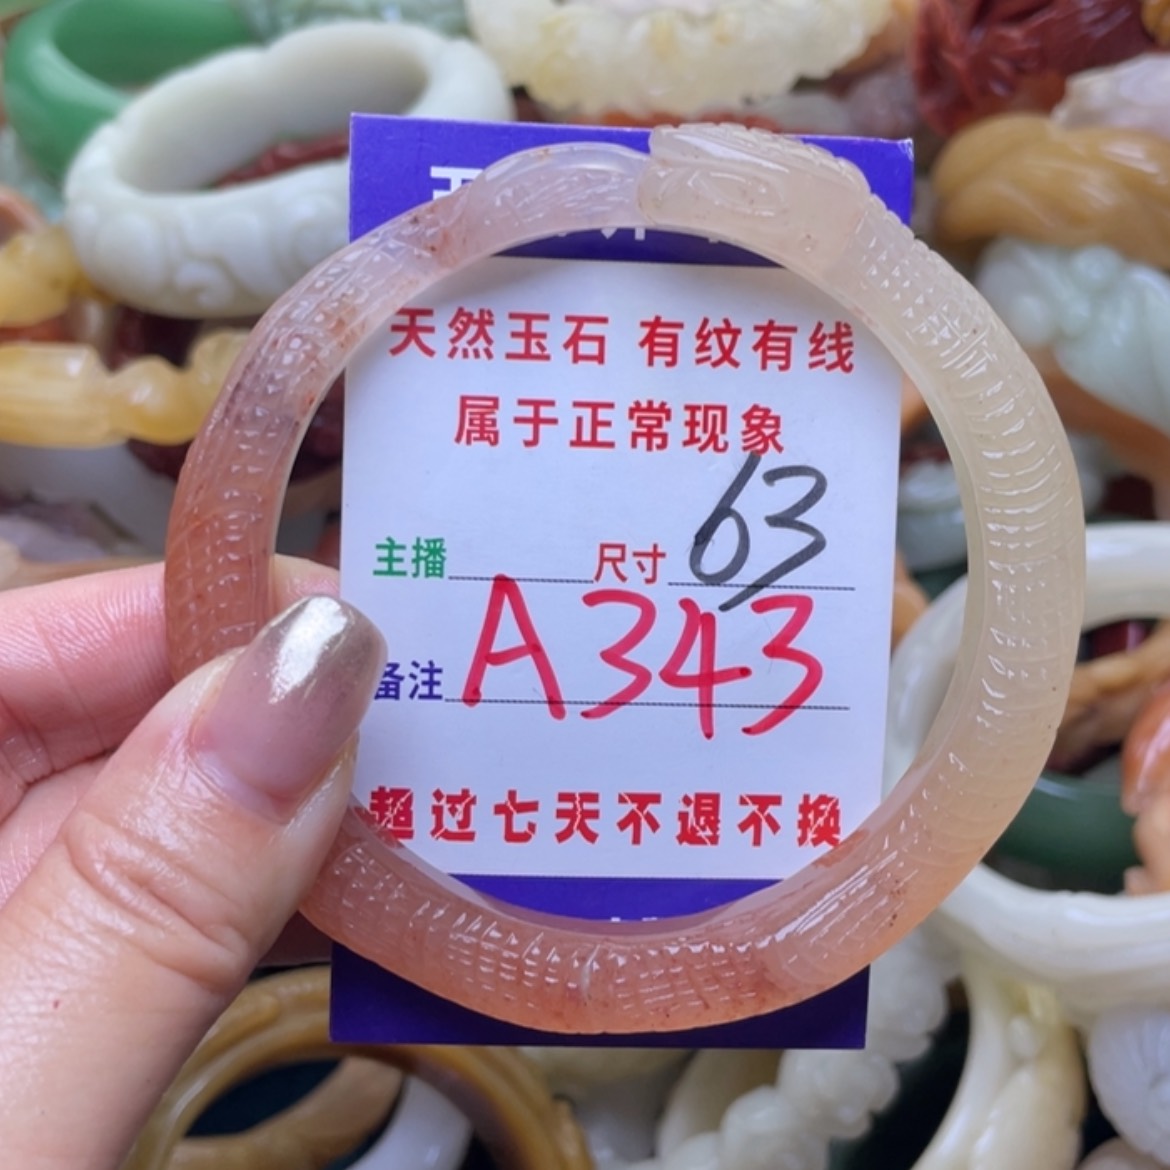 天然玉石 有纹有线
属于正常现象
主播 尺寸 63
备注 A343
超过七天不退不换